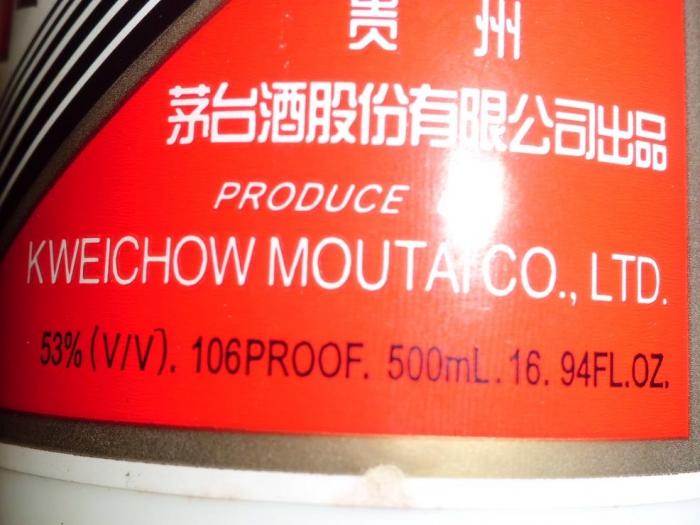 贵州
茅台酒股份有限公司出品
PRODUCE
KWEICHOW MOUTAI CO., LTD.
53% (V/V). 106PROOF. 500mL. 16. 94FL.OZ.